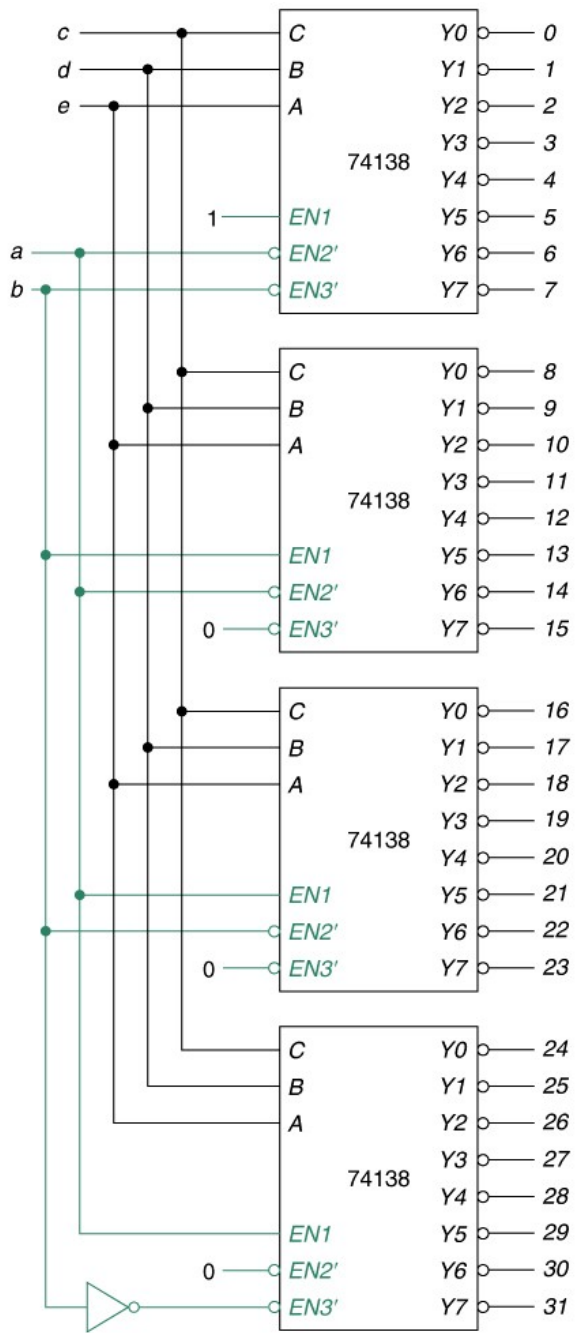 c C Y0 0
d B Y1 1
e A Y2 2
Y3 3
74138
Y4 4
1 EN1 Y5 5
a EN2' Y6 6
b EN3' Y7 7
C Y0 8
B Y1 9
A Y2 10
Y3 11
74138
Y4 12
EN1 Y5 13
EN2' Y6 14
0 EN3' Y7 15
C Y0 16
B Y1 17
A Y2 18
Y3 19
74138
Y4 20
EN1 Y5 21
EN2' Y6 22
0 EN3' Y7 23
C Y0 24
B Y1 25
A Y2 26
Y3 27
74138
Y4 28
EN1 Y5 29
0 EN2' Y6 30
EN3' Y7 31